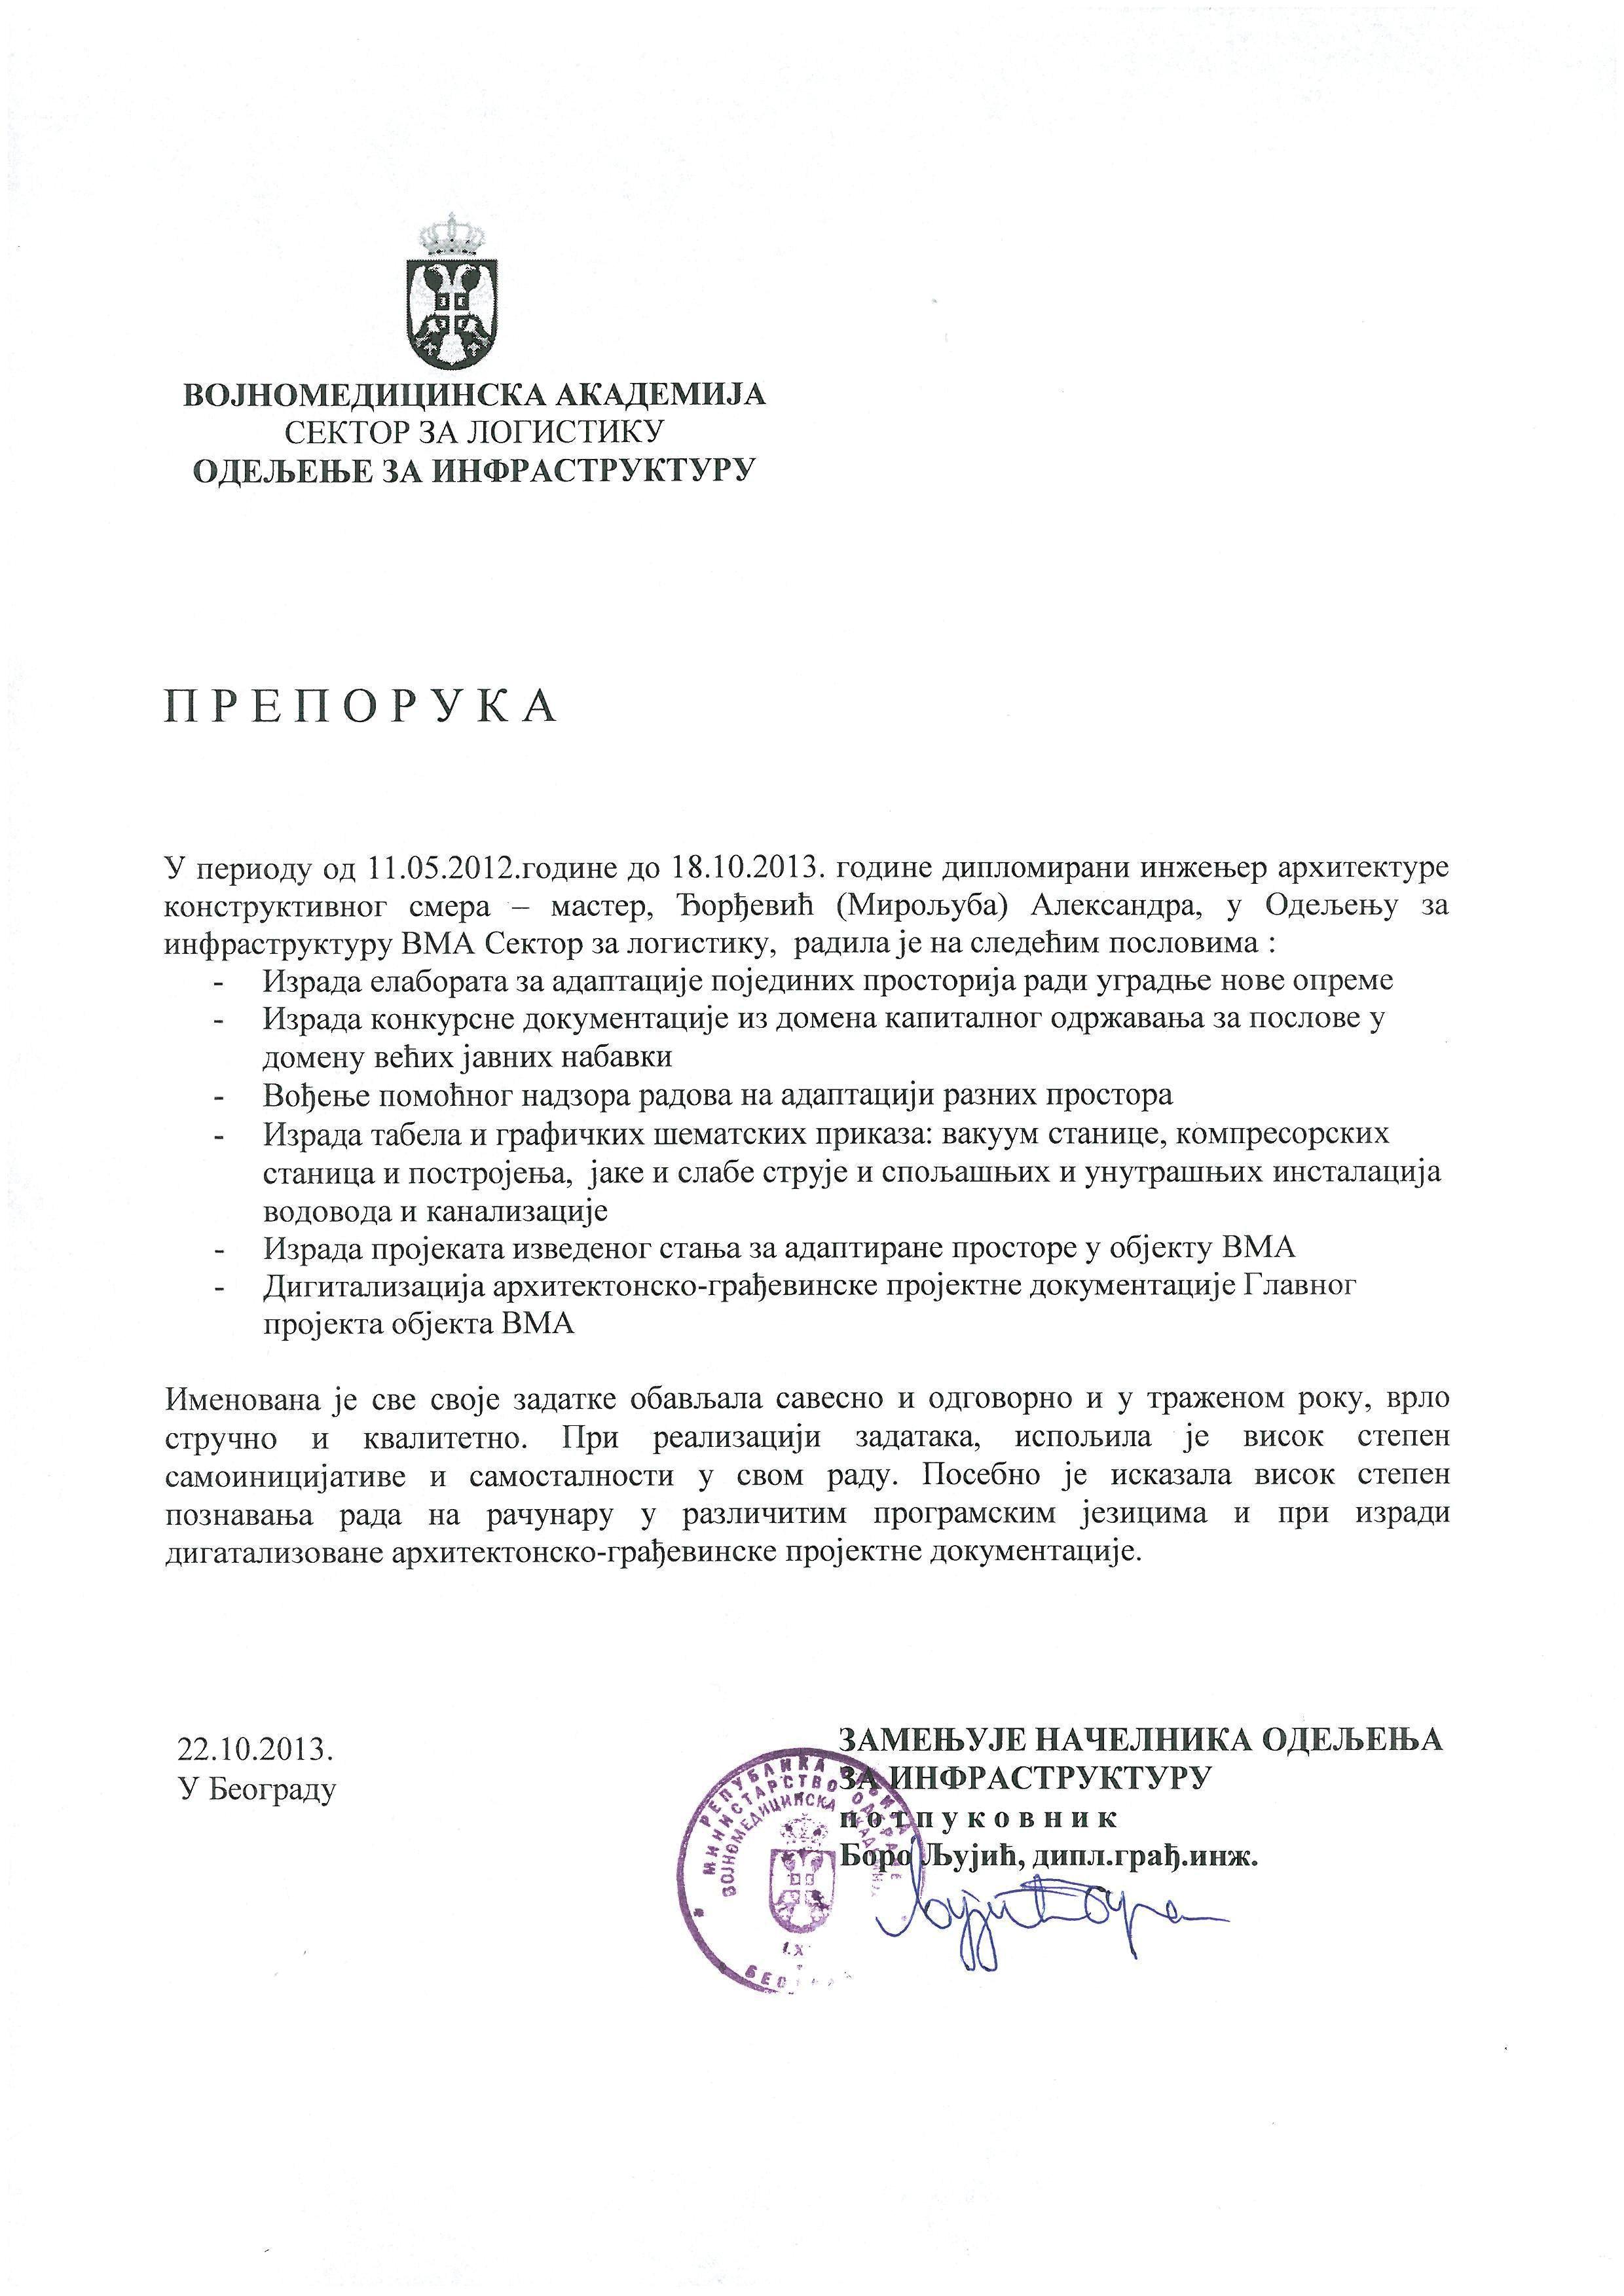 ВОЈНОМЕДИЦИНСКА АКАДЕМИЈА
СЕКТОР ЗА ЛОГИСТИКУ
ОДЕЉЕЊЕ ЗА ИНФРАСТРУКТУРУ
П Р Е П О Р У К А
У периоду од 11.05.2012.године до 18.10.2013. године дипломирани инжењер архитектуре
конструктивног смера – мастер, Ђорђевић (Мирољуба) Александра, у Одељењу за
инфраструктуру ВМА Сектор за логистику, радила је на следећим пословима :
- Израда елабората за адаптације појединих просторија ради уградње нове опреме
- Израда конкурсне документације из домена капиталног одржавања за послове у
домену већих јавних набавки
- Вођење помоћног надзора радова на адаптацији разних простора
- Израда табела и графичких шематских приказа: вакуум станице, компресорских
станица и постројења, јаке и слабе струје и спољашњих и унутрашњих инсталација
водовода и канализације
- Израда пројеката изведеног стања за адаптиране просторе у објекту ВМА
- Дигитализација архитектонско-грађевинске пројектне документације Главног
пројекта објекта ВМА
Именована је све своје задатке обављала савесно и одговорно и у траженом року, врло
стручно и квалитетно. При реализацији задатака, испољила је висок степен
самоиницијативе и самосталности у свом раду. Посебно је исказала висок степен
познавања рада на рачунару у различитим програмским језицима и при изради
дигатализоване архитектонско-грађевинске пројектне документације.
22.10.2013.
У Београду
ЗАМЕЊУЈЕ НАЧЕЛНИКА ОДЕЉЕЊА
ЗА ИНФРАСТРУКТУРУ
п о т п у к о в н и к
Боро Љујић, дипл.грађ.инж.
РЕПУБЛИКА
МИНИСТАРСТВО
ВОЈНОМЕДИЦИНСКА